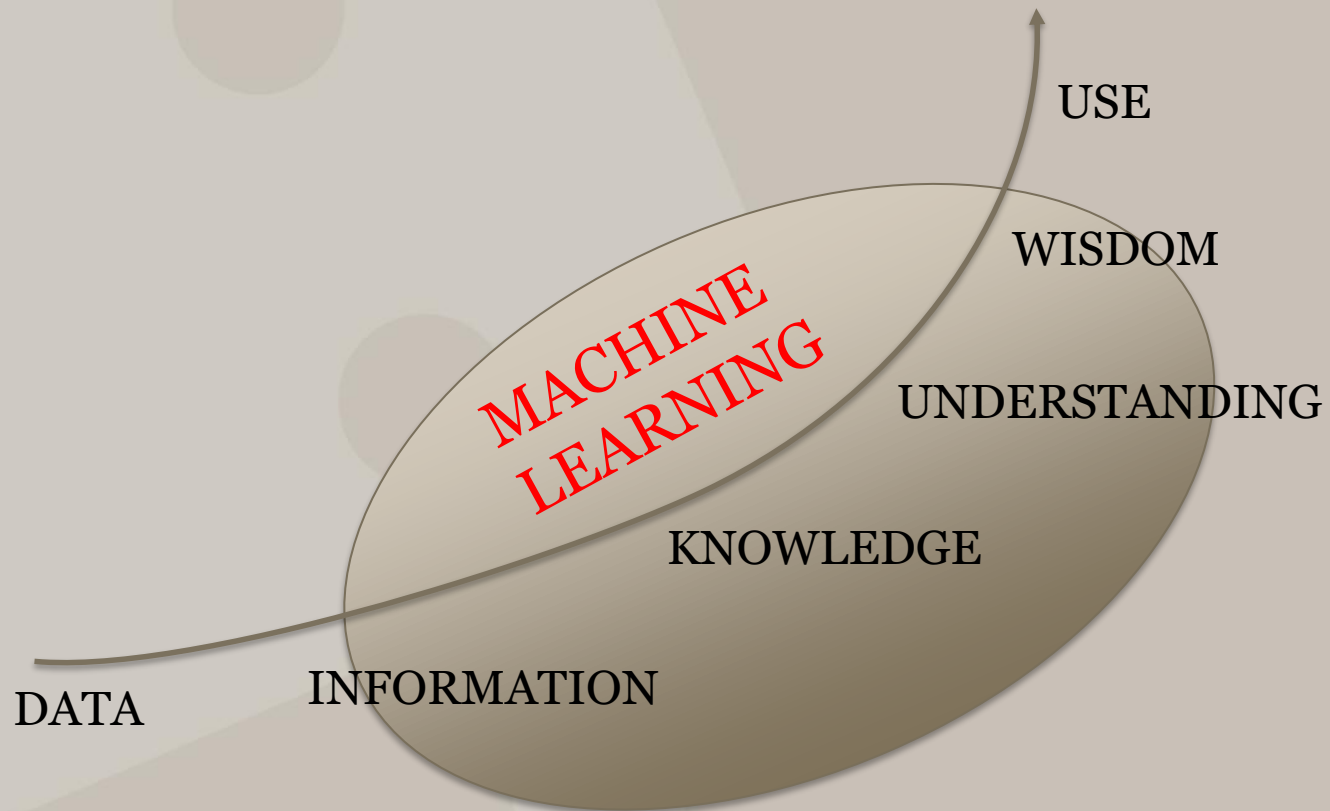 USE
WISDOM
MACHINE
LEARNING
UNDERSTANDING
KNOWLEDGE
INFORMATION
DATA